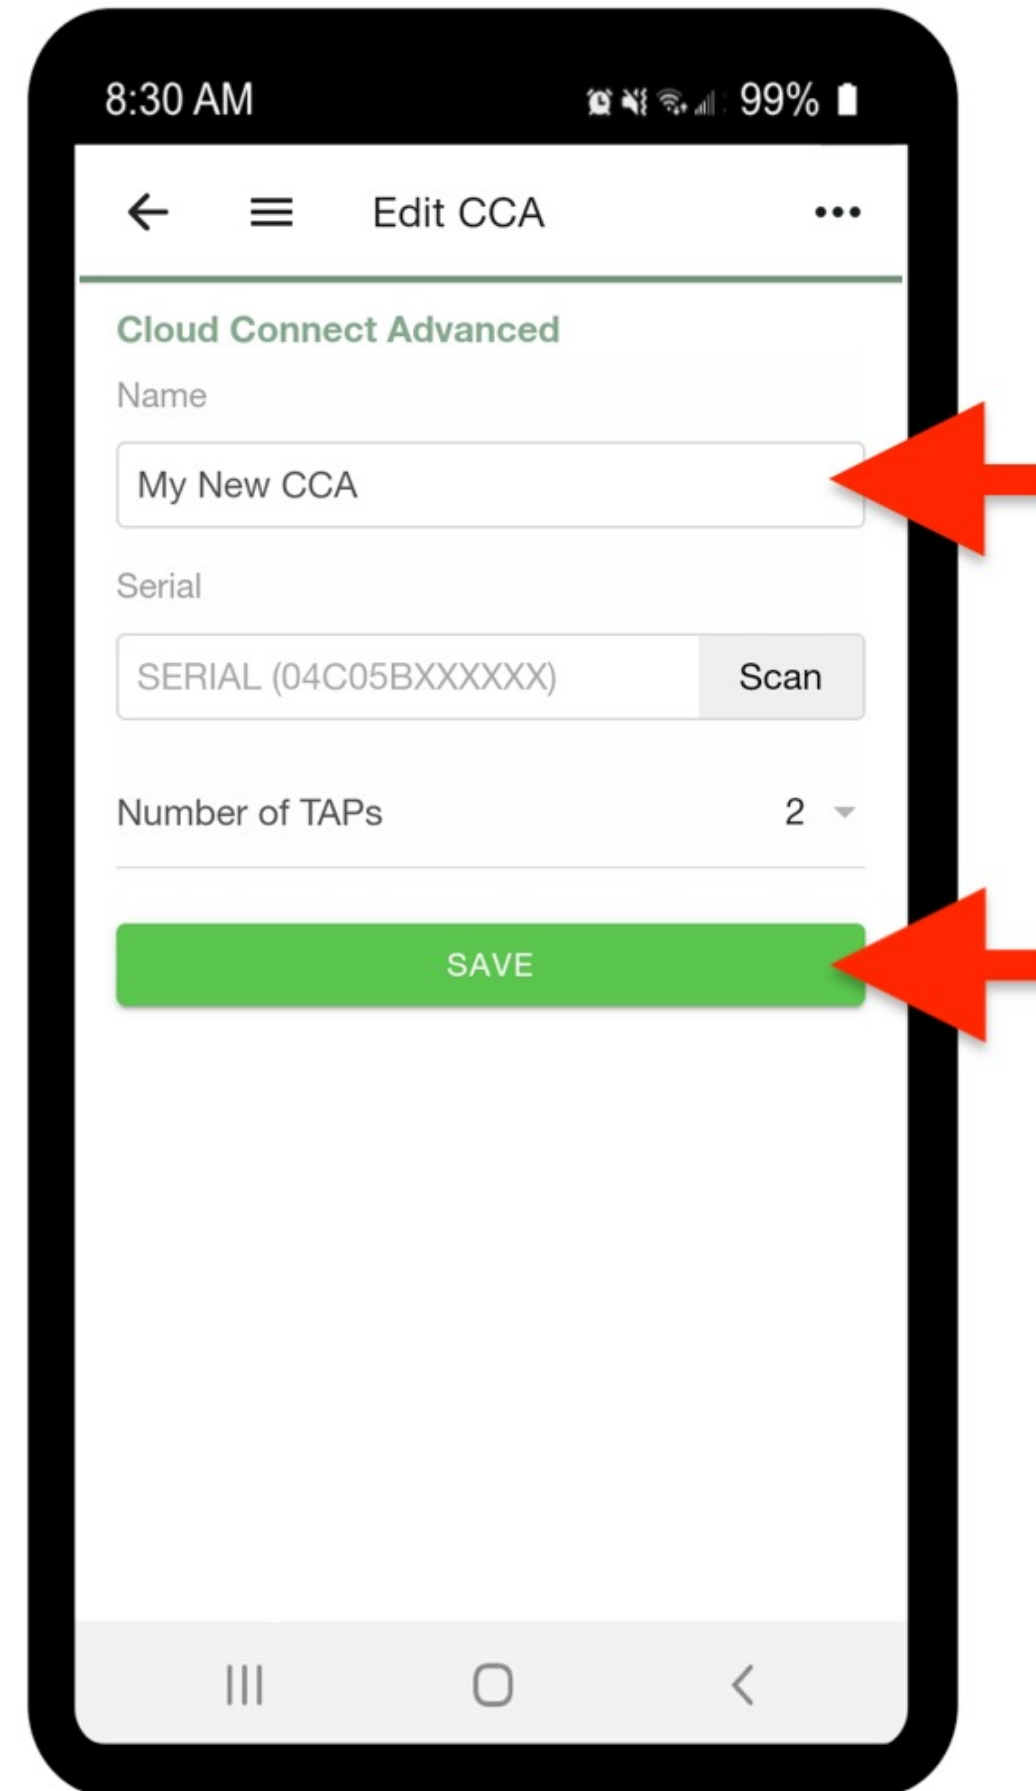 8:30 AM 99%
Edit CCA
Cloud Connect Advanced
Name
My New CCA
Serial
SERIAL (04C05BXXXXXX) Scan
Number of TAPs 2
SAVE